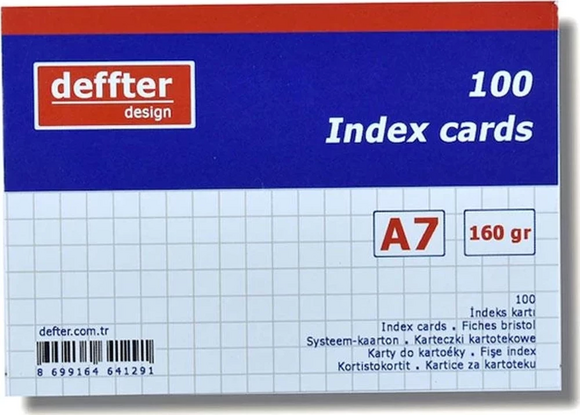 deffter
design
100
Index cards
A7
160 gr
100
İndeks kartı
Index cards . Fiches bristol
Systeem-kaarton . Karteczki kartotekowe
Karty do kartoéky . Fişe index
Kortistokortit . Kartice za kartoteku
defter.com.tr
8 699164 641291